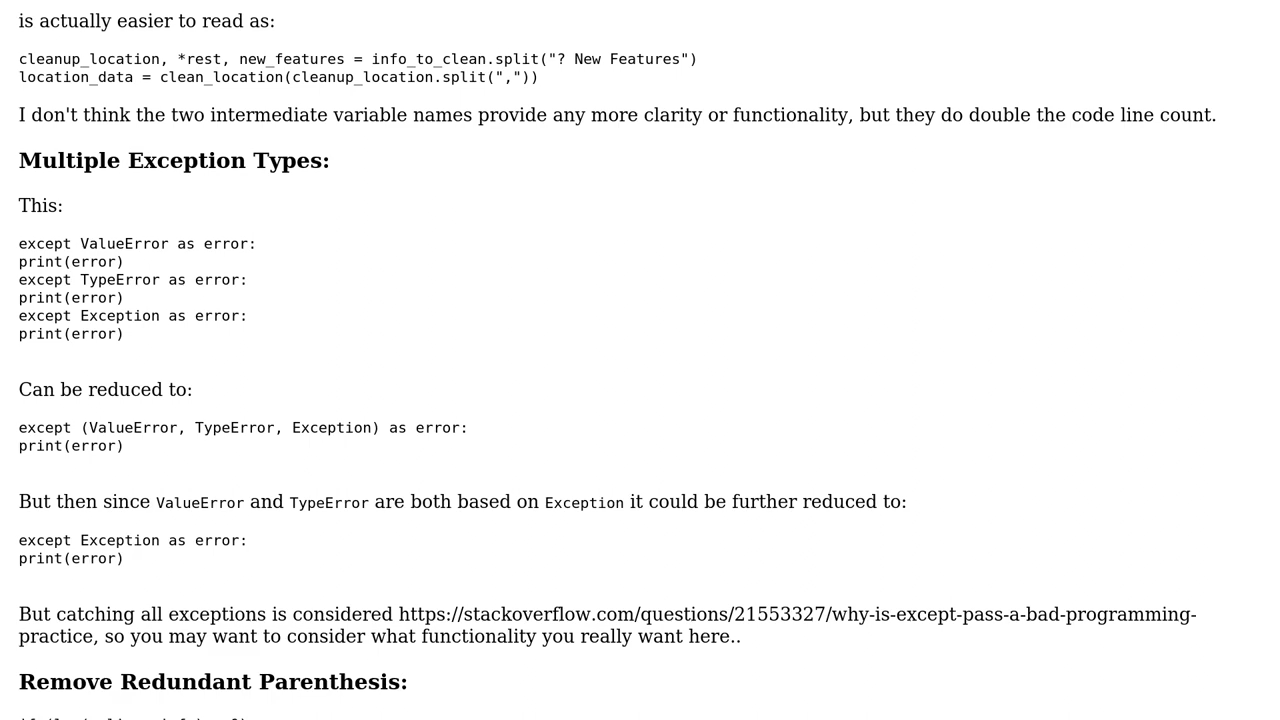 is actually easier to read as:
cleanup_location, *rest, new_features = info_to_clean.split("? New Features")
location_data = clean_location(cleanup_location.split(","))
I don't think the two intermediate variable names provide any more clarity or functionality, but they do double the code line count.
Multiple Exception Types:
This:
except ValueError as error:
print(error)
except TypeError as error:
print(error)
except Exception as error:
print(error)
Can be reduced to:
except (ValueError, TypeError, Exception) as error:
print(error)
But then since ValueError and TypeError are both based on Exception it could be further reduced to:
except Exception as error:
print(error)
But catching all exceptions is considered https://stackoverflow.com/questions/21553327/why-is-except-pass-a-bad-programming-
practice, so you may want to consider what functionality you really want here..
Remove Redundant Parenthesis: